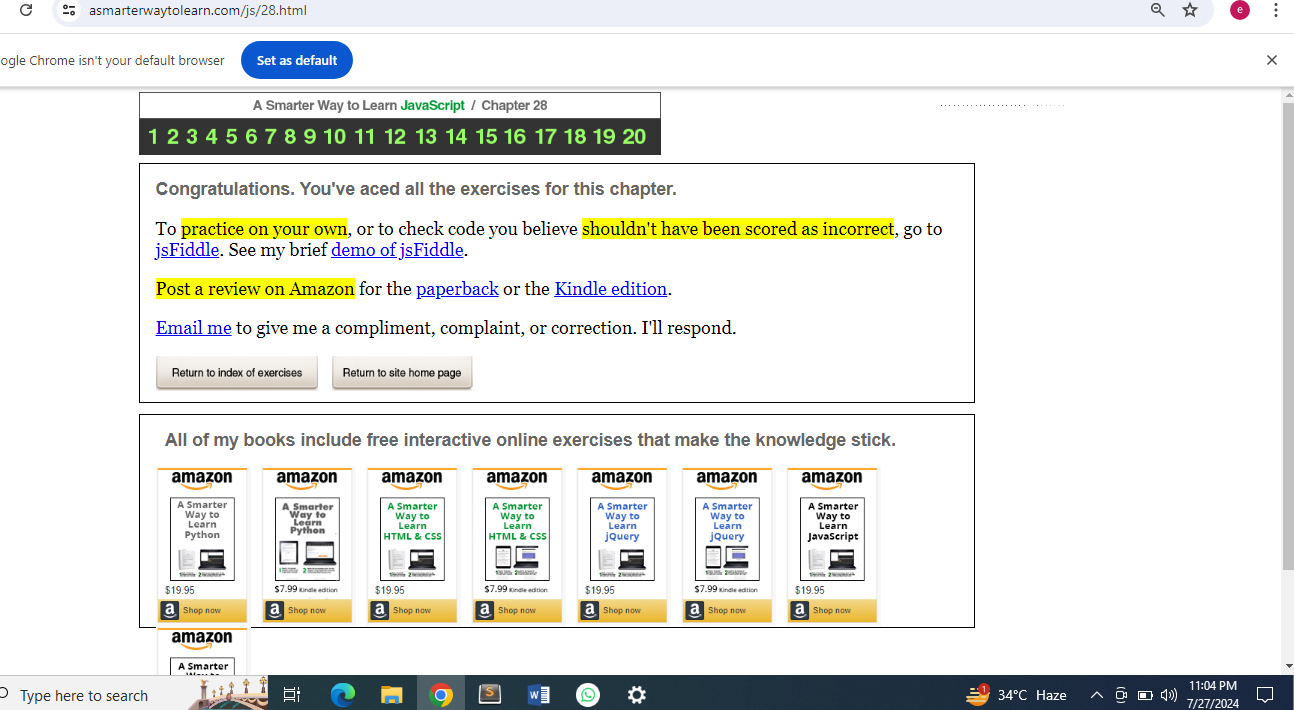 asmarterwaytolearn.com/js/28.html
e
ogle Chrome isn't your default browser
Set as default
A Smarter Way to Learn JavaScript / Chapter 28
1 2 3 4 5 6 7 8 9 10 11 12 13 14 15 16 17 18 19 20
Congratulations. You've aced all the exercises for this chapter.
To practice on your own, or to check code you believe shouldn't have been scored as incorrect, go to
jsFiddle. See my brief demo of jsFiddle.
Post a review on Amazon for the paperback or the Kindle edition.
Email me to give me a compliment, complaint, or correction. I'll respond.
Return to index of exercises Return to site home page
All of my books include free interactive online exercises that make the knowledge stick.
amazon amazon amazon amazon amazon amazon amazon
A Smarter A Smarter A Smarter A Smarter A Smarter A Smarter A Smarter
Way to Way to Way to Way to Way to Way to Way to
Learn Learn Learn Learn Learn Learn Learn
Python Python HTML & CSS HTML & CSS jQuery jQuery JavaScript
$19.95 $7.99 Kindle edition $19.95 $7.99 Kindle edition $19.95 $7.99 Kindle edition $19.95
a Shop now a Shop now a Shop now a Shop now a Shop now a Shop now a Shop now
amazon
A Smarter
Type here to search
S
W
1
34°C Haze
11:04 PM
7/27/2024